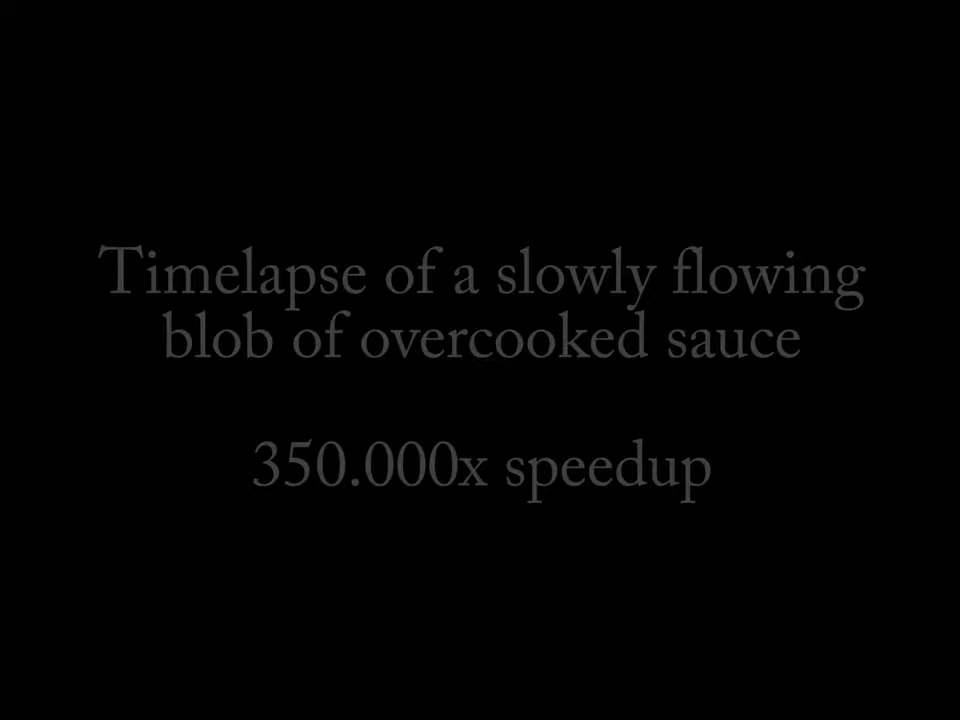 Timelapse of a slowly flowing
blob of overcooked sauce
350.000x speedup